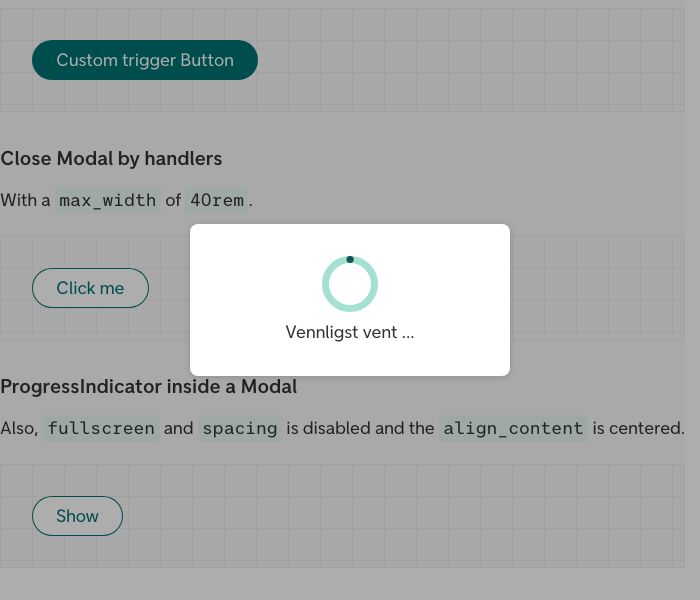 Custom trigger Button
Close Modal by handlers
With a max_width of 40rem.
Click me
Vennligst vent ...
ProgressIndicator inside a Modal
Also, fullscreen and spacing is disabled and the align_content is centered.
Show